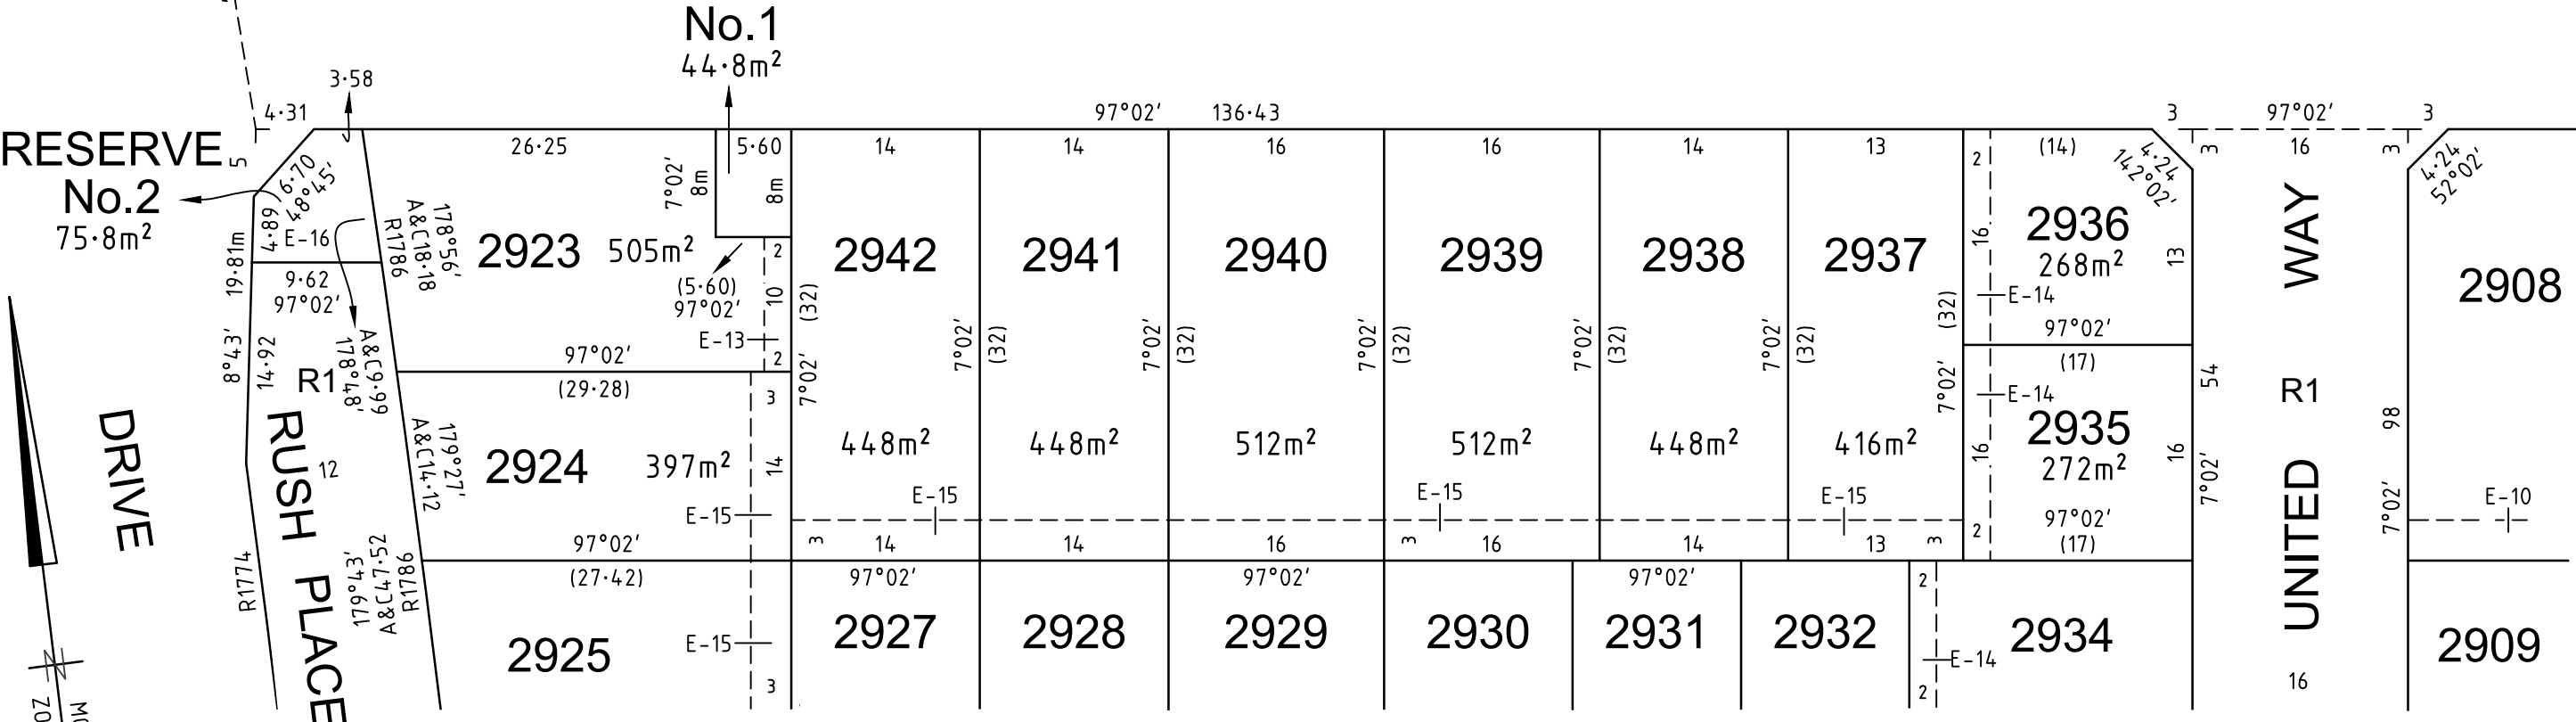 No.1
44·8m²
3·58
4·31
97°02' 136·43
3
97°02'
3
RESERVE
No.2
75·8m²
5
6·70
48°45'
4·89
E-16
19·81m
8°43'
9·62
97°02'
14·92
R1
A&C9·99
178°48'
178°56'
A&C18·18
R1786
26·25
7°02'
8m
5·60
8m
2923 505m²
(5·60)
97°02'
2
10
E-13
2
97°02'
(29·28)
2924 397m²
179°27'
A&C14·12
3
14
E-15
97°02'
(27·42)
2925
E-15
3
179°43'
A&C47·52
R1786
R1774
12
RUSH PLACE
DRIVE
14
2942
(32)
7°02'
448m²
E-15
3
14
14
2941
7°02'
(32)
448m²
14
16
2940
7°02'
(32)
512m²
16
16
2939
7°02'
(32)
512m²
E-15
3
16
14
2938
7°02'
(32)
448m²
14
13
2937
7°02'
(32)
416m²
E-15
13
3
(32)
7°02'
2
16
(14)
4·24
142°02'
2936
268m²
13
E-14
97°02'
(17)
E-14
2935
272m²
16
16
2
97°02'
(17)
3
16
3
54
7°02'
UNITED WAY
R1
16
98
7°02'
4·24
52°02'
2908
E-10
2909
97°02'
2927
2928
97°02'
2929
2930
97°02'
2931
2932
2
E-14
2
2934